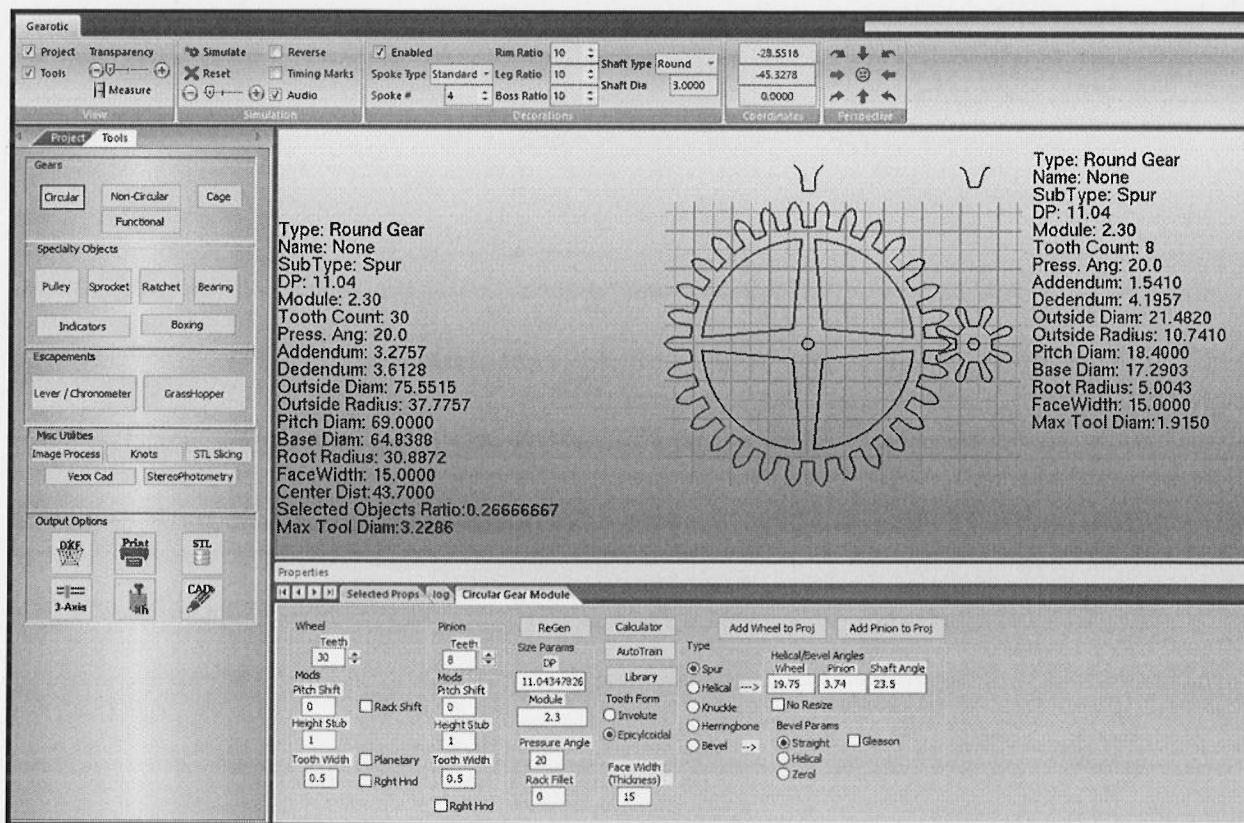 Gearotic
Project Transparency
Tools
Measure
View
Simulate Reverse
Reset Timing Marks
Audio
Simulation
Enabled Rim Ratio 10 Shaft Type Round
Spoke Type Standard Leg Ratio 10 Shaft Dia 3.0000
Spoke # 4 Boss Ratio 10
Decorations
-28.5518
-45.3278
0.0000
Coordinates
Perspective
Project Tools
Gears
Circular Non-Circular Cage
Functional
Specialty Objects
Pulley Sprocket Ratchet Bearing
Indicators Boxing
Escapements
Lever / Chronometer GrassHopper
Misc Utilities
Image Process Knots STL Slicing
Vexx Cad StereoPhotometry
Output Options
DXF Print STL
3-Axis 4th CAD
Type: Round Gear
Name: None
SubType: Spur
DP: 11.04
Module: 2.30
Tooth Count: 30
Press. Ang: 20.0
Addendum: 3.2757
Dedendum: 3.6128
Outside Diam: 75.5515
Outside Radius: 37.7757
Pitch Diam: 69.0000
Base Diam: 64.8388
Root Radius: 30.8872
FaceWidth: 15.0000
Center Dist:43.7000
Selected Objects Ratio:0.26666667
Max Tool Diam:3.2286
Type: Round Gear
Name: None
SubType: Spur
DP: 11.04
Module: 2.30
Tooth Count: 8
Press. Ang: 20.0
Addendum: 1.5410
Dedendum: 4.1957
Outside Diam: 21.4820
Outside Radius: 10.7410
Pitch Diam: 18.4000
Base Diam: 17.2903
Root Radius: 5.0043
FaceWidth: 15.0000
Max Tool Diam:1.9150
Properties
Selected Props log Circular Gear Module
Wheel
Teeth
30
Mods
Pitch Shift
0 Rack Shift
Height Stub
1
Tooth Width Planetary
0.5 Rght Hnd
Pinion
Teeth
8
Mods
Pitch Shift
0
Height Stub
1
Tooth Width
0.5
Rght Hnd
ReGen
Size Params
DP
11.04347826
Module
2.3
Pressure Angle
20
Rack Fillet
0
Calculator
AutoTrain
Library
Tooth Form
Involute
Epicylcoidal
Face Width
(Thickness)
15
Add Wheel to Proj Add Pinion to Proj
Type
Spur
Helical --->
Knuckle
Herringbone
Bevel -->
Helical/Bevel Angles
Wheel Pinion Shaft Angle
19.75 3.74 23.5
No Resize
Bevel Params
Straight Gleason
Helical
Zerol